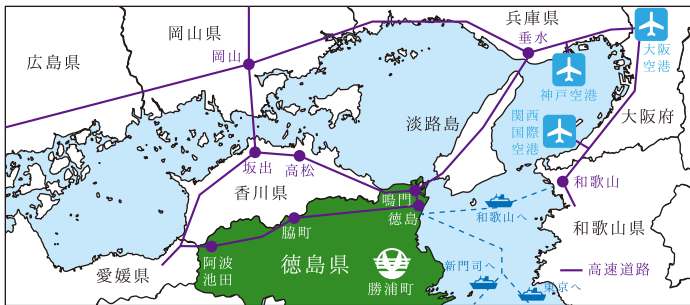 兵庫県
岡山県
広島県
岡山
垂水
大阪
空港
神戸空港
関西
国際
空港
大阪府
淡路島
坂出
高松
香川県
鳴門
徳島
和歌山
和歌山へ
和歌山県
脇町
阿波
池田
愛媛県
徳島県
勝浦町
新門司へ
東京へ
高速道路